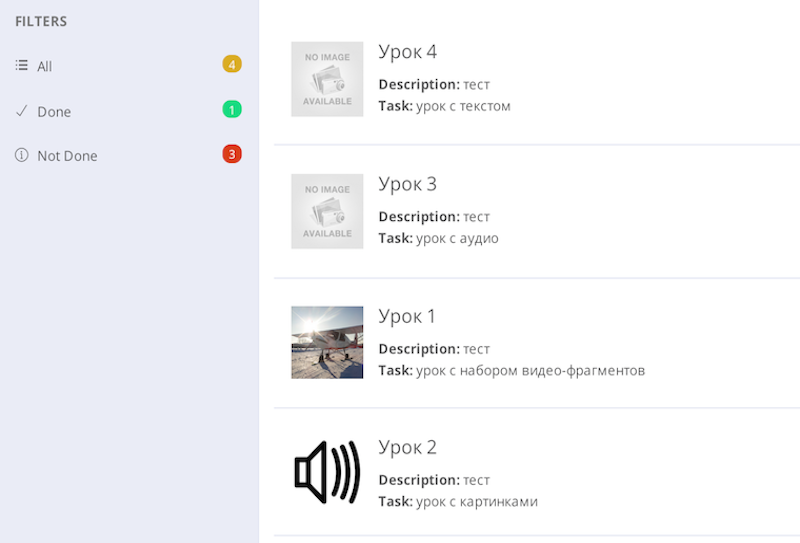 FILTERS
All 4
Done 1
Not Done 3
NO IMAGE
AVAILABLE
Урок 4
Description: тест
Task: урок с текстом
NO IMAGE
AVAILABLE
Урок 3
Description: тест
Task: урок с аудио
Урок 1
Description: тест
Task: урок с набором видео-фрагментов
Урок 2
Description: тест
Task: урок с картинками